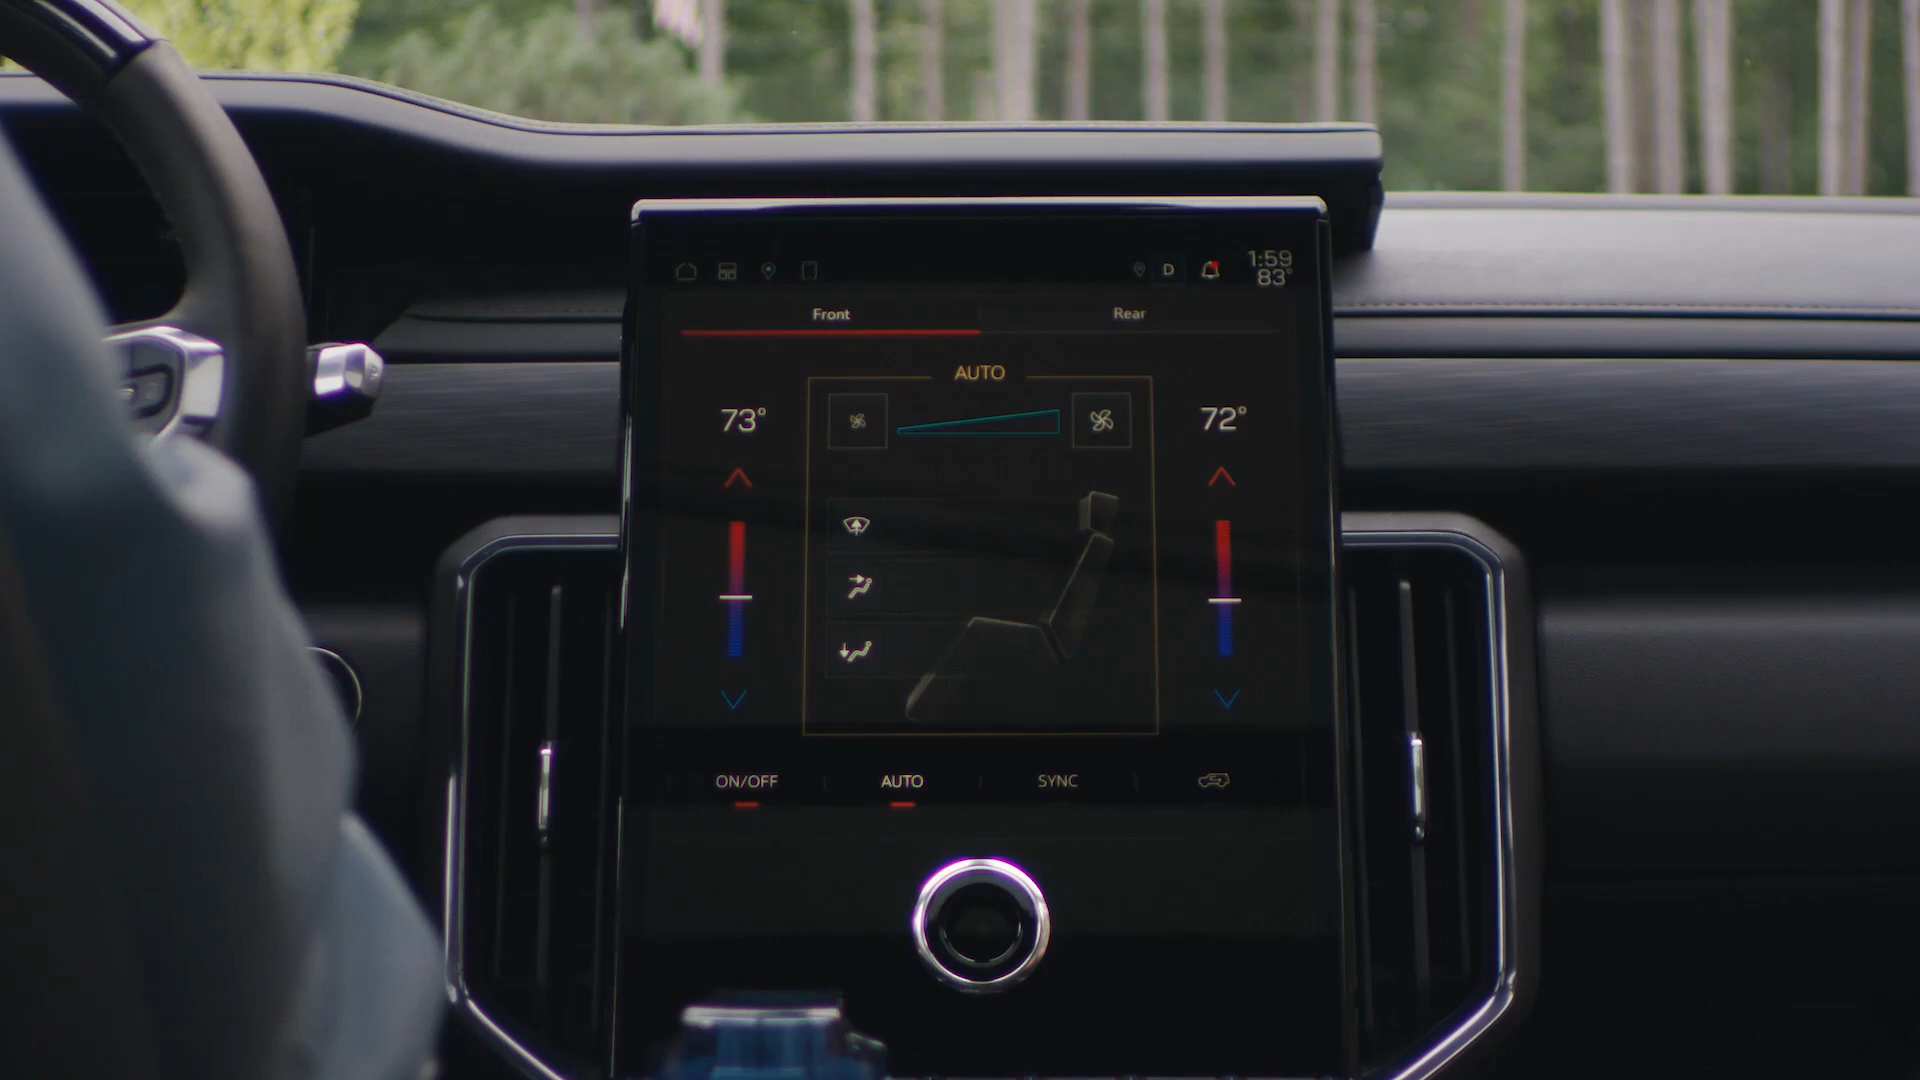 D
1:59
83°
Front Rear
AUTO
73° 72°
ON/OFF AUTO SYNC